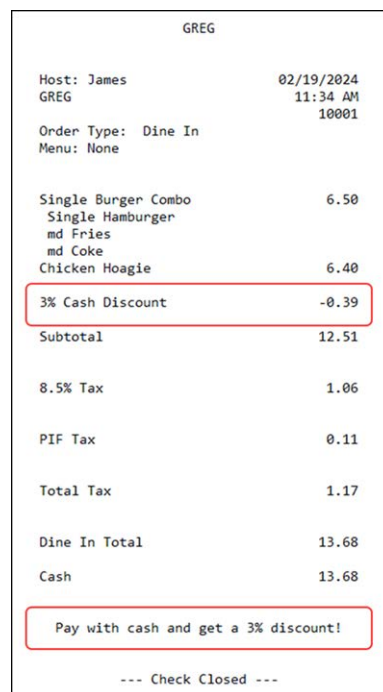 GREG
Host: James 02/19/2024
GREG 11:34 AM
10001
Order Type: Dine In
Menu: None
Single Burger Combo 6.50
Single Hamburger
md Fries
md Coke
Chicken Hoagie 6.40
3% Cash Discount -0.39
Subtotal 12.51
8.5% Tax 1.06
PIF Tax 0.11
Total Tax 1.17
Dine In Total 13.68
Cash 13.68
Pay with cash and get a 3% discount!
--- Check Closed ---